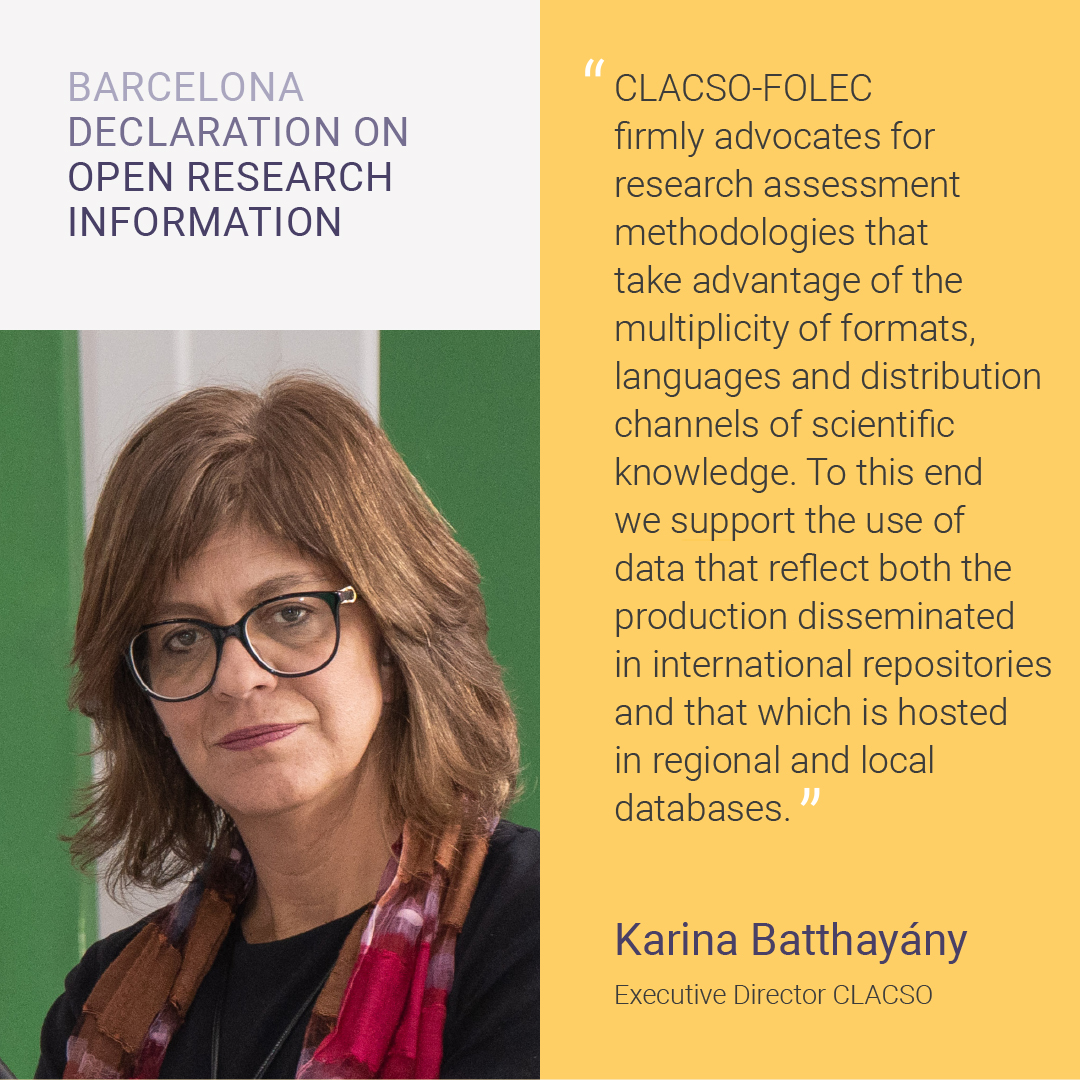 BARCELONA
DECLARATION ON
OPEN RESEARCH
INFORMATION
“ CLACSO-FOLEC
firmly advocates for
research assessment
methodologies that
take advantage of the
multiplicity of formats,
languages and distribution
channels of scientific
knowledge. To this end
we support the use of
data that reflect both the
production disseminated
in international repositories
and that which is hosted
in regional and local
databases. ”
Karina Batthayány
Executive Director CLACSO